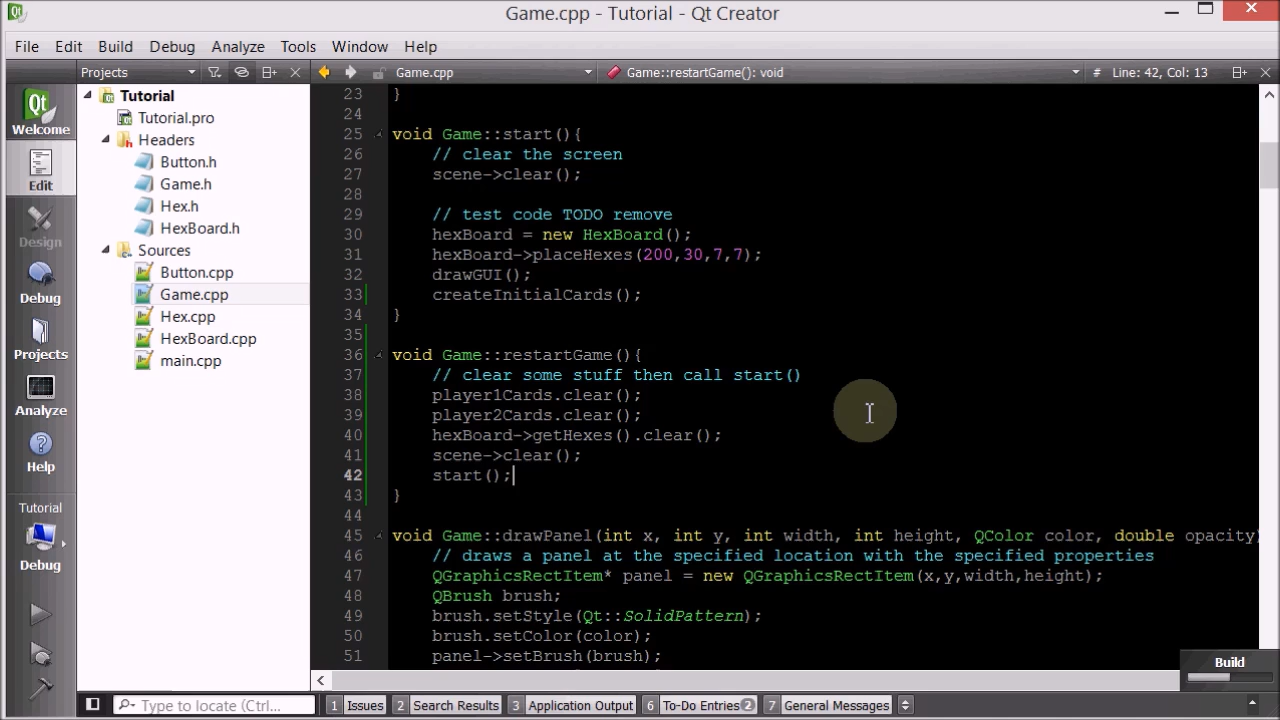 Game.cpp - Tutorial - Qt Creator
File Edit Build Debug Analyze Tools Window Help
Projects Game.cpp Game::restartGame(): void # Line: 42, Col: 13
Qt
Welcome
Edit
Design
Debug
Projects
Analyze
Help
Tutorial
Debug
Tutorial
Tutorial.pro
Headers
Button.h
Game.h
Hex.h
HexBoard.h
Sources
Button.cpp
Game.cpp
Hex.cpp
HexBoard.cpp
main.cpp
23 }
24
25 void Game::start(){
26 // clear the screen
27 scene->clear();
28
29 // test code TODO remove
30 hexBoard = new HexBoard();
31 hexBoard->placeHexes(200,30,7,7);
32 drawGUI();
33 createInitialCards();
34 }
35
36 void Game::restartGame(){
37 // clear some stuff then call start()
38 player1Cards.clear();
39 player2Cards.clear();
40 hexBoard->getHexes().clear();
41 scene->clear();
42 start();
43 }
44
45 void Game::drawPanel(int x, int y, int width, int height, QColor color, double opacity)
46 // draws a panel at the specified location with the specified properties
47 QGraphicsRectItem* panel = new QGraphicsRectItem(x,y,width,height);
48 QBrush brush;
49 brush.setStyle(Qt::SolidPattern);
50 brush.setColor(color);
51 panel->setBrush(brush);
Build
Type to locate (Ctrl... 1 Issues 2 Search Results 3 Application Output 6 To-Do Entries 2 7 General Messages